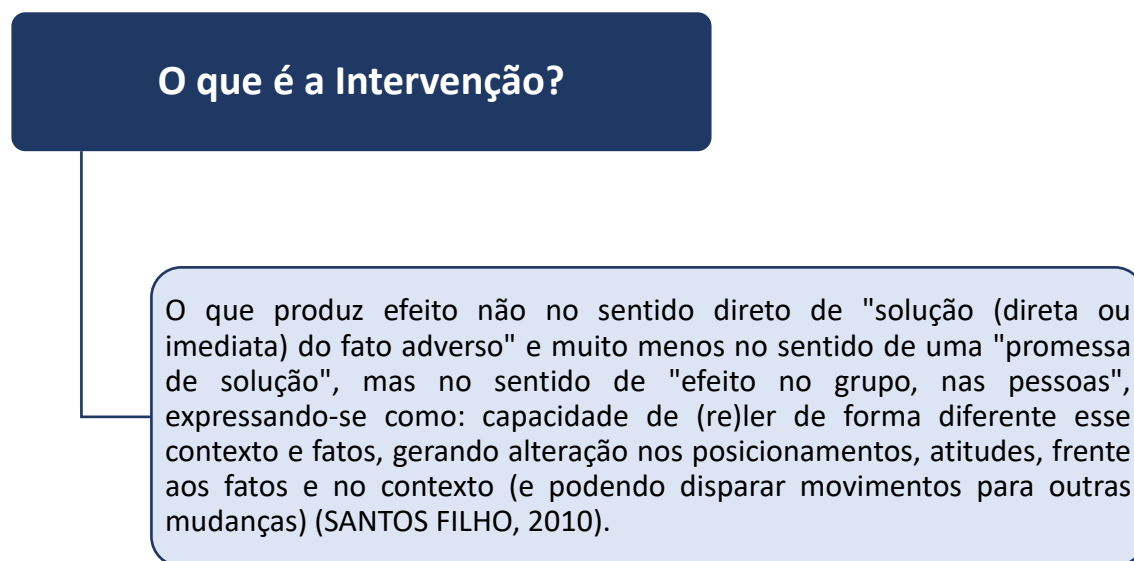 O que é a Intervenção?
O que produz efeito não no sentido direto de "solução (direta ou
imediata) do fato adverso" e muito menos no sentido de uma "promessa
de solução", mas no sentido de "efeito no grupo, nas pessoas",
expressando-se como: capacidade de (re)ler de forma diferente esse
contexto e fatos, gerando alteração nos posicionamentos, atitudes, frente
aos fatos e no contexto (e podendo disparar movimentos para outras
mudanças) (SANTOS FILHO, 2010).